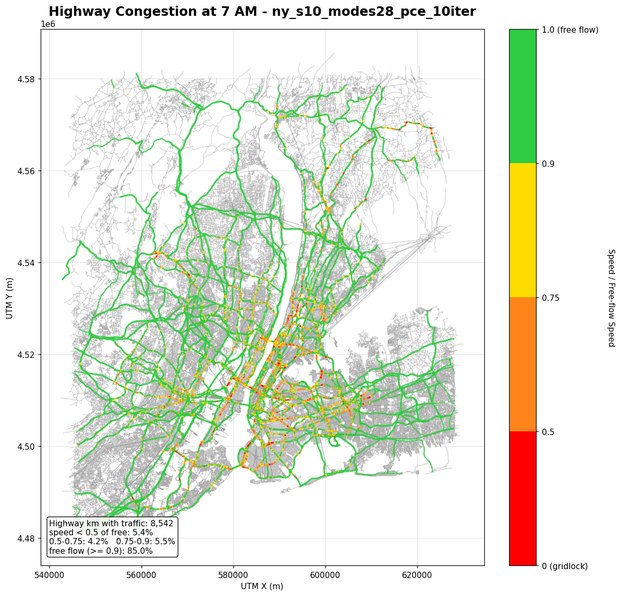 Highway Congestion at 7 AM - ny_s10_modes28_pce_10iter
1e6
4.58
4.56
4.54
4.52
4.50
4.48
UTM Y (m)
Highway km with traffic: 8,542
speed < 0.5 of free: 5.4%
0.5-0.75: 4.2%   0.75-0.9: 5.5%
free flow (>= 0.9): 85.0%
540000
560000
580000
600000
620000
UTM X (m)
1.0 (free flow)
0.9
0.75
0.5
0 (gridlock)
Speed / Free-flow Speed